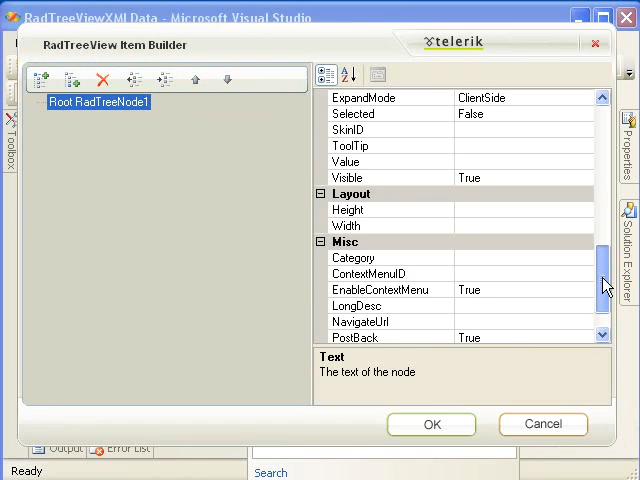 RadTreeViewXMLData - Microsoft Visual Studio
RadTreeView Item Builder
telerik
Root RadTreeNode1
ExpandMode ClientSide
Selected False
SkinID
ToolTip
Value
Visible True
Layout
Height
Width
Misc
Category
ContextMenuID
EnableContextMenu True
LongDesc
NavigateUrl
PostBack True
Text
The text of the node
OK Cancel
Toolbox
Properties
Solution Explorer
Output Error List
Search
Ready